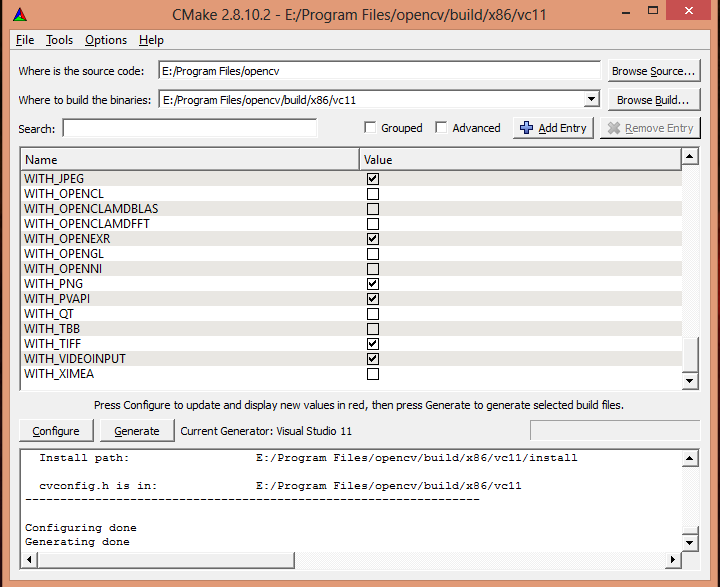 CMake 2.8.10.2 - E:/Program Files/opencv/build/x86/vc11
File Tools Options Help
Where is the source code: E:/Program Files/opencv Browse Source...
Where to build the binaries: E:/Program Files/opencv/build/x86/vc11 Browse Build...
Search: Grouped Advanced Add Entry Remove Entry
Name Value
WITH_JPEG
WITH_OPENCL
WITH_OPENCLAMDBLAS
WITH_OPENCLAMDFFT
WITH_OPENEXR
WITH_OPENGL
WITH_OPENNI
WITH_PNG
WITH_PVAPI
WITH_QT
WITH_TBB
WITH_TIFF
WITH_VIDEOINPUT
WITH_XIMEA
Press Configure to update and display new values in red, then press Generate to generate selected build files.
Configure Generate Current Generator: Visual Studio 11
Install path: E:/Program Files/opencv/build/x86/vc11/install
cvconfig.h is in: E:/Program Files/opencv/build/x86/vc11
-----------------------------------------------------------------
Configuring done
Generating done